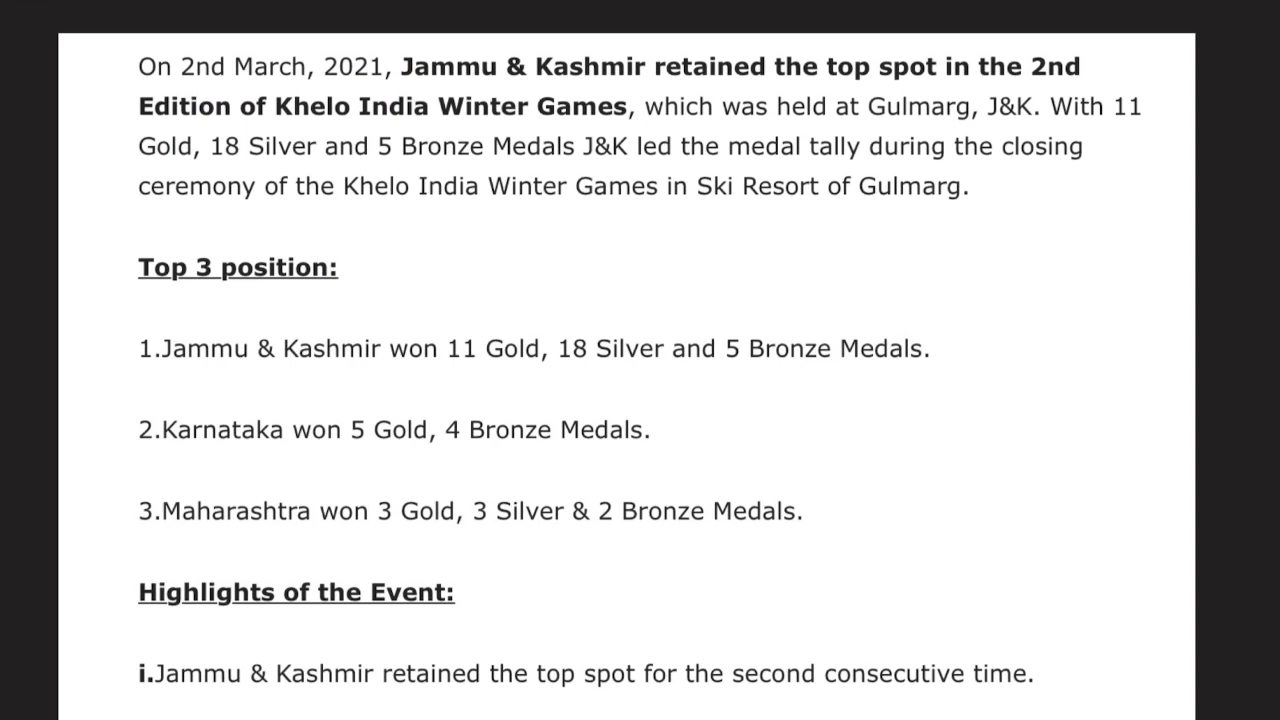 On 2nd March, 2021, Jammu & Kashmir retained the top spot in the 2nd
Edition of Khelo India Winter Games, which was held at Gulmarg, J&K. With 11
Gold, 18 Silver and 5 Bronze Medals J&K led the medal tally during the closing
ceremony of the Khelo India Winter Games in Ski Resort of Gulmarg.
Top 3 position:
1.Jammu & Kashmir won 11 Gold, 18 Silver and 5 Bronze Medals.
2.Karnataka won 5 Gold, 4 Bronze Medals.
3.Maharashtra won 3 Gold, 3 Silver & 2 Bronze Medals.
Highlights of the Event:
i.Jammu & Kashmir retained the top spot for the second consecutive time.